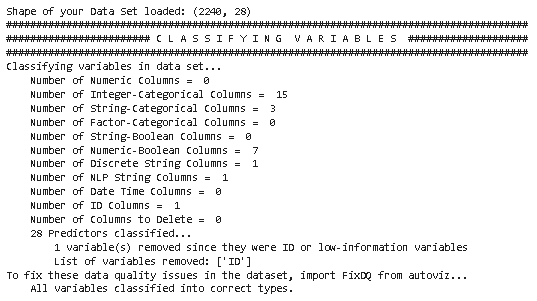 Shape of your Data Set loaded: (2240, 28)
#######################################################################################
######################## C L A S S I F Y I N G  V A R I A B L E S  ####################
#######################################################################################
Classifying variables in data set...
    Number of Numeric Columns =  0
    Number of Integer-Categorical Columns =  15
    Number of String-Categorical Columns =  3
    Number of Factor-Categorical Columns =  0
    Number of String-Boolean Columns =  0
    Number of Numeric-Boolean Columns =  7
    Number of Discrete String Columns =  1
    Number of NLP String Columns =  1
    Number of Date Time Columns =  0
    Number of ID Columns =  1
    Number of Columns to Delete =  0
    28 Predictors classified...
        1 variable(s) removed since they were ID or low-information variables
        List of variables removed: ['ID']
To fix these data quality issues in the dataset, import FixDQ from autoviz...
    All variables classified into correct types.